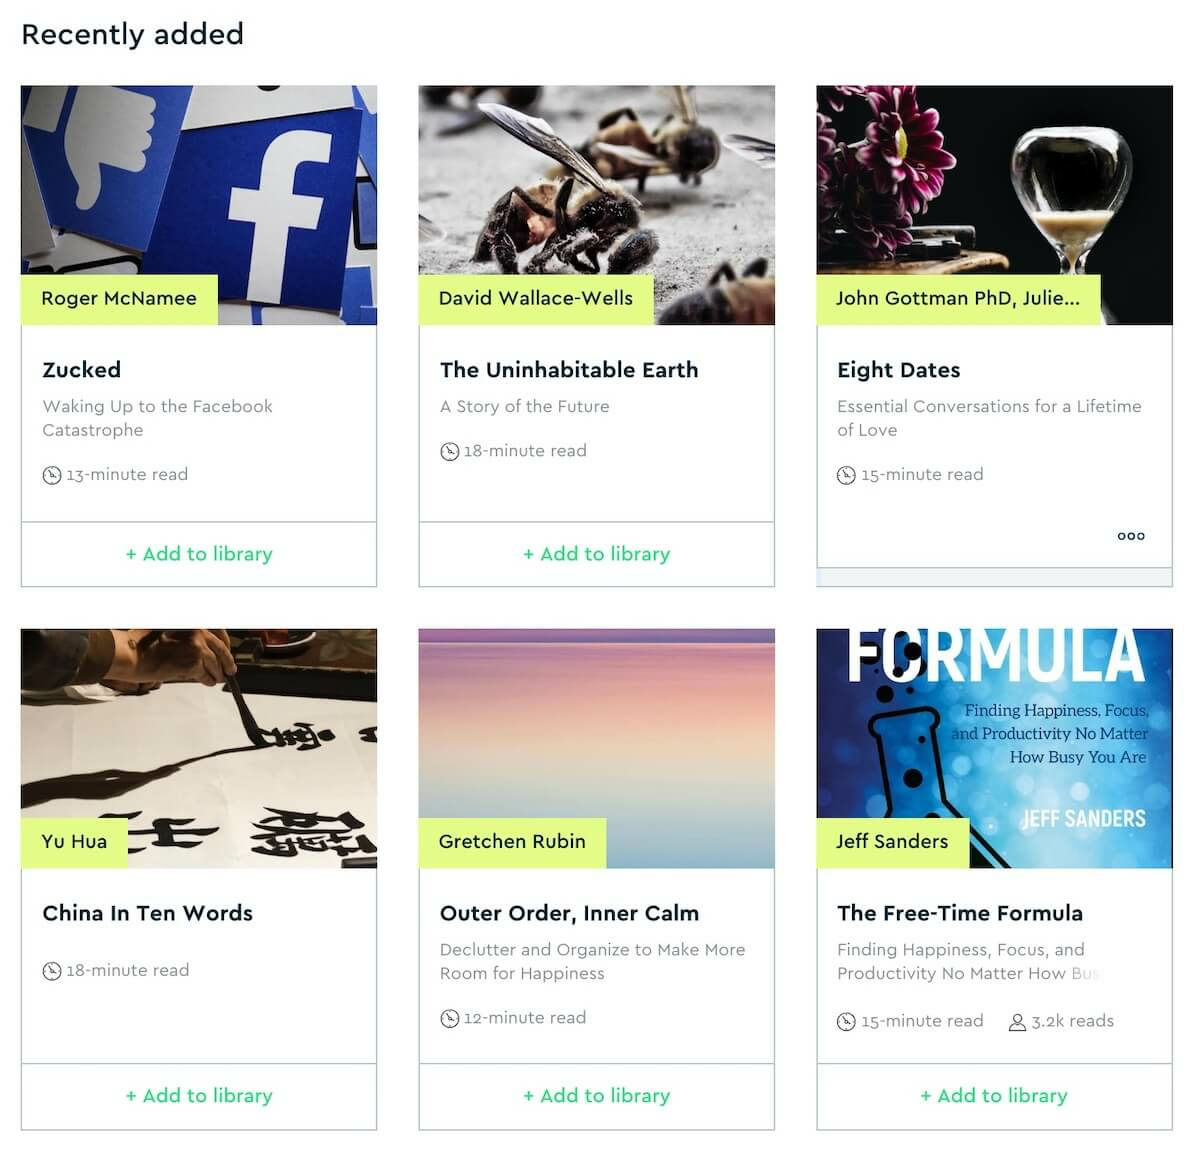 Recently added
Roger McNamee
Zucked
Waking Up to the Facebook
Catastrophe
13-minute read
+ Add to library
David Wallace-Wells
The Uninhabitable Earth
A Story of the Future
18-minute read
+ Add to library
John Gottman PhD, Julie...
Eight Dates
Essential Conversations for a Lifetime
of Love
15-minute read
Yu Hua
China In Ten Words
18-minute read
+ Add to library
Gretchen Rubin
Outer Order, Inner Calm
Declutter and Organize to Make More
Room for Happiness
12-minute read
+ Add to library
FORMULA
Finding Happiness, Focus,
and Productivity No Matter
How Busy You Are
JEFF SANDERS
Jeff Sanders
The Free-Time Formula
Finding Happiness, Focus, and
Productivity No Matter How Bus
15-minute read 3.2k reads
+ Add to library